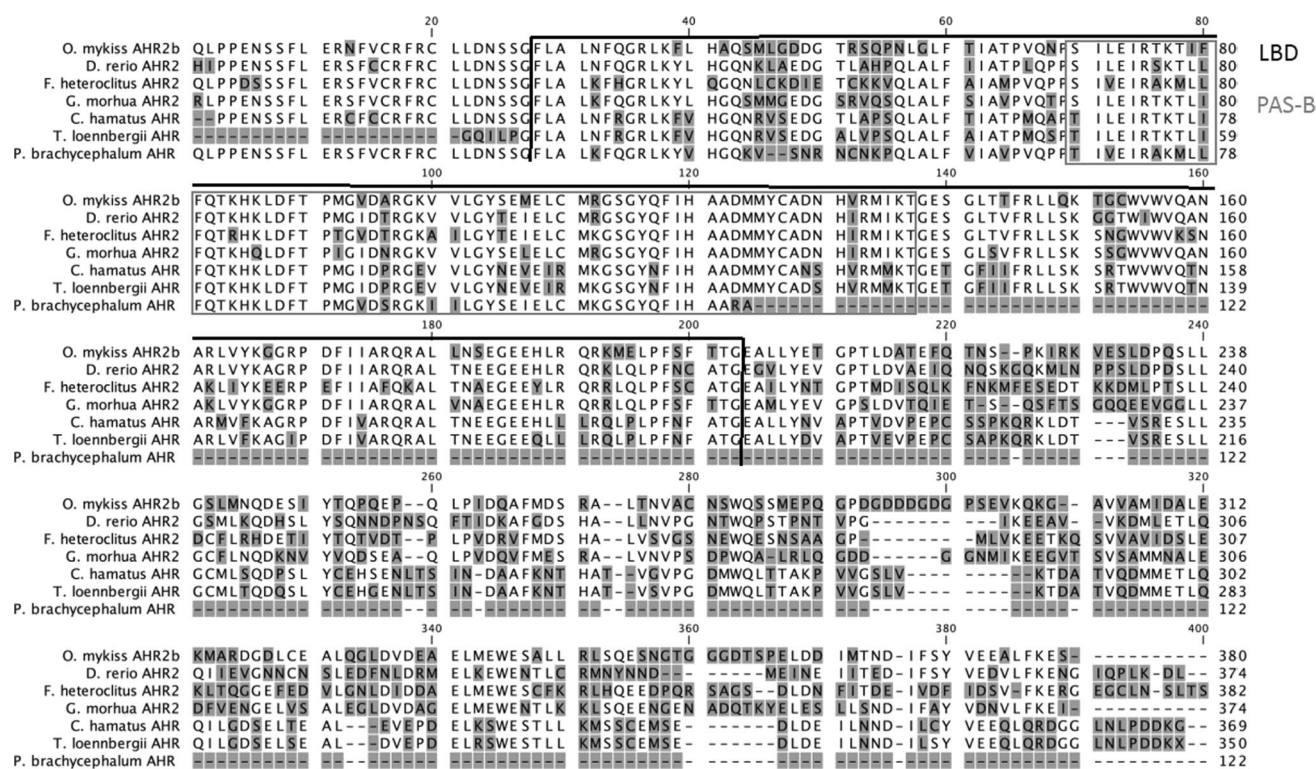 20 40 60 80
O. mykiss AHR2b QLPPENSSFL ERNFVCRFRC LLDNSSGFLA LNFQGRLKFL HAQSMLGDDG TRSQPNLGLF TIATPVQNPS ILEIRTKTIF 80 LBD
D. rerio AHR2 HIPPENSSFL ERSFCCRFRC LLDNSSGFLA LNFQGRLKYL HGQNKLAEDG TLAHPQLALF IIATPLQPPS ILEIRSKTLL 80
F. heteroclitus AHR2 QLPPDSSSFL ERSFVCRFRC LLDNSSGFLA LKFHGRLKYL QGQNLCKDIE TCKKVQLALF SIAMPVQPPS IVEIRAKMLL 80
G. morhua AHR2 RLPPENSSFL ERSFVCRFRC LLDNSSGFLA LKFQGRLKYL HGQSMMGEDG SRVQSQLALF SIATPVQTPS ILEIRTKTLI 80 PAS-B
C. hamatus AHR --PPENSSFL ERCFCCRFRC LLDNSSGFLA LNFRGRLKFV HGQNRVSEDG TLVPSQLALF SIATPMQAPT ILEIRTKTLI 78
T. loennbergii AHR ---------- ---------- --GQILPGFLA LNFRGRLKFV HGQNRVSEDG ALVPSQLALF SIATPMQPPT ILEIRTKTLI 59
P. brachycephalum AHR QLPPENSSFL ERSFVCRFRC LLDNSSGFLA LKFQGRLKYV HGQKV--SNR NCNKPQLALF VIAVPVQPPT IVEIRAKMLL 78
100 120 140 160
O. mykiss AHR2b FQTKHKLDFT PMGVDARGKV VLGYSEMELC MRGSGYQFIH AADMMYCADN HVRMIKTGES GLTTFRLLQK TGCWVWVQAN 160
D. rerio AHR2 FQTKHKLDFT PMGIDTRGKV VLGYTEIELC MRGSGYQFIH AADMMYCADN HIRMIKTGES GLTVFRLLSK GGTWIWVQAN 160
F. heteroclitus AHR2 FQTRHKLDFT PTGVDTRGKA ILGYTEIELC MKGSGYQFIH AADMMYCADN HIRMIKTGES GLTVFRLLSK SNGWVWVKSN 160
G. morhua AHR2 FQTKHQLDFT PIGIDNRGKV VLGYSELELC MRGSGYQFIH AADMMYCADN HVRMIKTGES GLSVFRLLSK SSGWVWVQAN 160
C. hamatus AHR FQTKHKLDFT PMGIDPRGEV VLGYNEVEIR MKGSGYNFIH AADMMYCANS HVRMMKTGET GFIIFRLLSK SRTWVWVQTN 158
T. loennbergii AHR FQTKHKLDFT PMGIDPRGEV VLGYNEVEIR MKGSGYQFIH AADMMYCADS HVRMMKTGET GFIIFRLLSK SRTWVWVQTN 139
P. brachycephalum AHR FQTKHKLDFT PMGVDSRGKI ILGYSEIELC MKGSGYQFIH AARA------ ---------- ---------- ---------- 122
180 200 220 240
O. mykiss AHR2b ARLVYKGGRP DFIIARQRAL LNSEGEEHLR QRKMELPFSF TTGEALLYET GPTLDATEFQ TNS--PKIRK VESLDPQSLL 238
D. rerio AHR2 ARLVYKAGRP DFIIARQRAL TNEEGEEHLR QRKLQLPFNC ATGEGVLYEV GPTLDVAEIQ NQSKGQKMLN PPSLDPDSLL 240
F. heteroclitus AHR2 AKLIYKEERP EFIIAFQKAL TNAEGEEYLR QRRLQLPFSC ATGEAILYNT GPTMDISQLK FNKMFESEDT KKDMLPTSLL 240
G. morhua AHR2 AKLVYKGGRP DFIIARQRAL VNAEGEEHLR QRRLQLPFSF TTGEAMLYEV GPSLDVTQIE T-S--QSFTSG QQEEVGGLL 237
C. hamatus AHR ARMVFKAGRP DFIVARQRAL TNEEGEEHLL LRQLPLPFNF ATGEALLYNV APTVDVPEPC SSPKQRKLDT ---VSRESLL 235
T. loennbergii AHR ARLVFKAGIP DFIVARQRAL TNEEGEEQLL LRQLPLPFNF ATGEALLYDV APTVEVPEPC SAPKQRKLDT ---VSRESLL 216
P. brachycephalum AHR ---------- ---------- ---------- ---------- ---------- ---------- ---------- ---------- 122
260 280 300 320
O. mykiss AHR2b GSLMNQDESI YTQPQEP--Q LPIDQAFMDS RA--LTNVAC NSWQSSMEPQ GPDGDDDGDG PSEVKQKG-- AVVAMIDALE 312
D. rerio AHR2 GSMLKQDHSL YSQNNDPNSQ FTIDKAFGDS HA--LLNVPG NTWQPSTPNT VPG------- ---IKEEAV- -VKDMLETLQ 306
F. heteroclitus AHR2 DCFLRHDETI YTQTVDT--P LPVDRVFMDS HA--LVSVGS NEWQESNSAA DG-------- --MLVKEETKQ SVVAVIDSLE 307
G. morhua AHR2 GCFLNQDKNV YVQDSEA--Q LPVDQVFMES RA--LVNVPS DPWQA-LRLQ GDD------G GNMIKEEGVT SVSAMMNALE 306
C. hamatus AHR GCMLSQDPSL YCEHSENLTS IN-DAAFKNT HAT--VGVPG DMWQLTTAKP VVGSLV---- -----KTDA TVQDMMETLQ 302
T. loennbergii AHR GCMLTQDQSL YCEHGENLTS IN-DAAFKNT HAT--VSVPG DMWQLTTAKP VVGSLV---- -----KTDA TVQDMMETLQ 283
P. brachycephalum AHR ---------- ---------- ---------- ---------- ---------- ---------- ---------- ---------- 122
340 360 380 400
O. mykiss AHR2b KMARDGDLCE ALQGLDVDEA ELMEWESALL RLSQESNGTG GGDTSPELDD IMTND-IFSY VEEALFKES- ---------- 380
D. rerio AHR2 QIIEVGNNCN SLEDFNLDRM ELKEWENTLC RMNYNND--- ------MEINE ITED-IFSY VEDVLFKENG IQPLK-DL-- 374
F. heteroclitus AHR2 KLTQGGEFED VLGNLDIDDA ELMEWESCFK RLHQEEDPQR SAGS--DLDN FITDE-IVDF IDSV-FKERG EGCLN-SLTS 382
G. morhua AHR2 DFVENGELVS ALEGLDVDAG ELMEWENTLK KLSQEENGEN ADQTKYELES LLSND-IFAY VDNVLFKEI- ---------- 374
C. hamatus AHR QILGDSELTE AL---EVEPD ELKSWESTLL KMSSCEMSE- ------DLDE ILNND-ILCY VEEQLQRDGG LNLPDDKG-- 369
T. loennbergii AHR QILGDSELSE AL---DVEPD ELRSWESTLL KMSSCEMSE- ------DLDE ILNND-ILSY VEEQLQRDGG LNLPDDKX-- 350
P. brachycephalum AHR ---------- ---------- ---------- ---------- ---------- ---------- ---------- ---------- 122